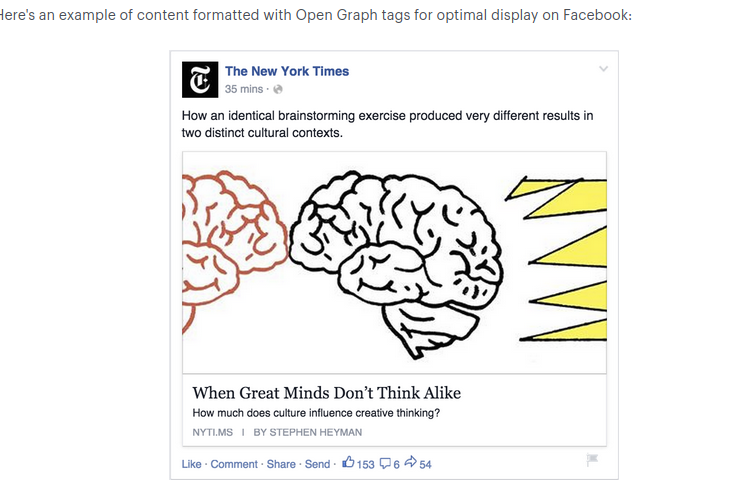 Here's an example of content formatted with Open Graph tags for optimal display on Facebook:
The New York Times
35 mins ·
How an identical brainstorming exercise produced very different results in
two distinct cultural contexts.
When Great Minds Don't Think Alike
How much does culture influence creative thinking?
NYTI.MS | BY STEPHEN HEYMAN
Like · Comment · Share · Send · 153 6 54